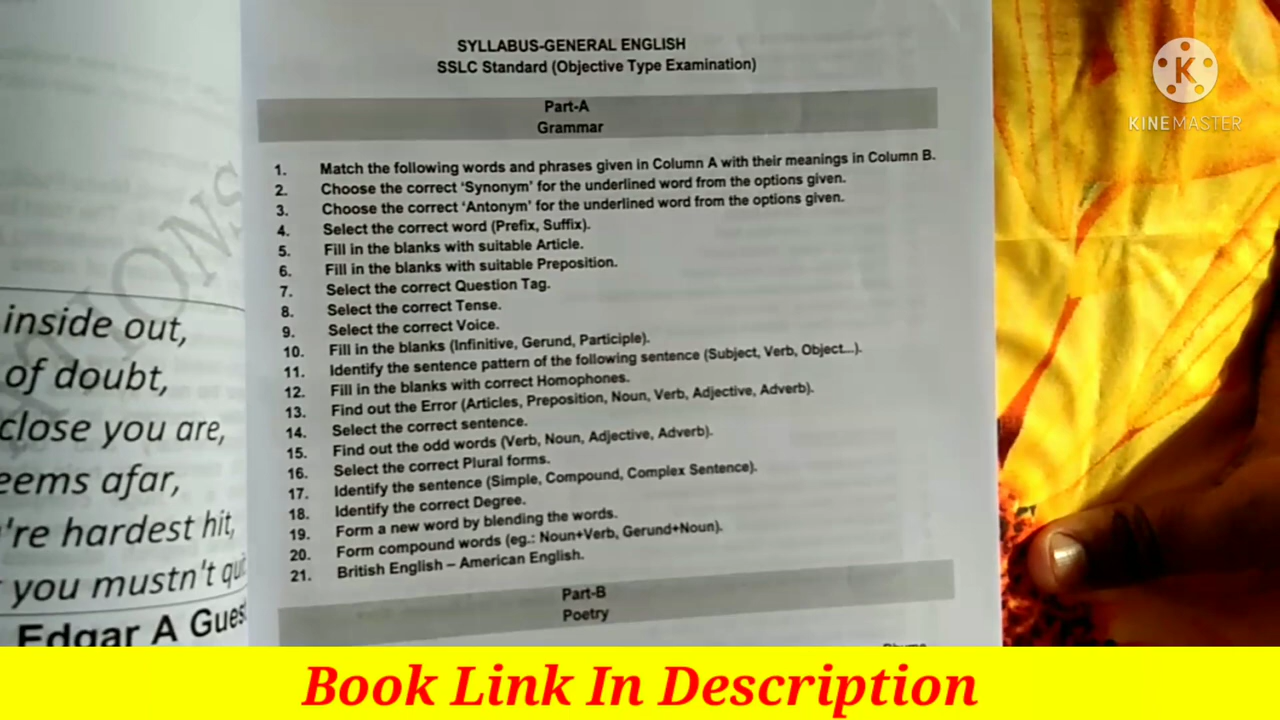 inside out,
of doubt,
close you are,
seems afar,
're hardest hit,
you mustn't
Edgar A
SYLLABUS-GENERAL ENGLISH
SSLC Standard (Objective Type Examination)
Part-A
Grammar
1. Match the following words and phrases given in Column A with their meanings in Column B.
2. Choose the correct ‘Synonym’ for the underlined word from the options given.
3. Choose the correct ‘Antonym’ for the underlined word from the options given.
4. Select the correct word (Prefix, Suffix).
5. Fill in the blanks with suitable Article.
6. Fill in the blanks with suitable Preposition.
7. Select the correct Question Tag.
8. Select the correct Tense.
9. Select the correct Voice.
10. Fill in the blanks (Infinitive, Gerund, Participle).
11. Identify the sentence pattern of the following sentence (Subject, Verb, Object...).
12. Fill in the blanks with correct Homophones.
13. Find out the Error (Articles, Preposition, Noun, Verb, Adjective, Adverb).
14. Select the correct sentence.
15. Find out the odd words (Verb, Noun, Adjective, Adverb).
16. Select the correct Plural forms.
17. Identify the sentence (Simple, Compound, Complex Sentence).
18. Identify the correct Degree.
19. Form a new word by blending the words.
20. Form compound words (eg.: Noun+Verb, Gerund+Noun).
21. British English – American English.
Part-B
Poetry
K
KINEMASTER
Book Link In Description